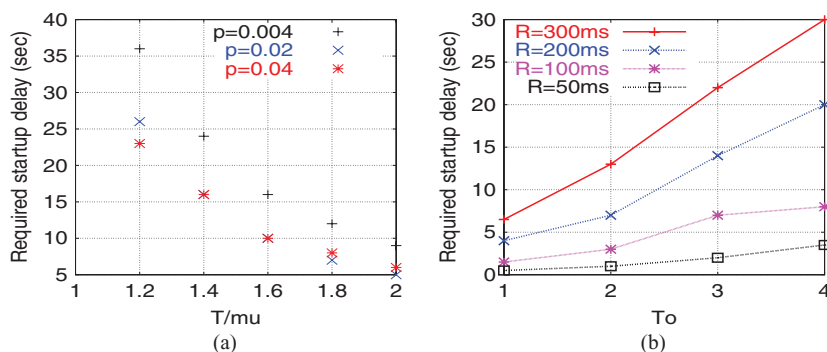 Required startup delay (sec)
40
35
30
25
20
15
10
5
p=0.004
p=0.02
p=0.04
1
1.2
1.4
1.6
1.8
2
T/mu
(a)
Required startup delay (sec)
30
25
20
15
10
5
0
R=300ms
R=200ms
R=100ms
R=50ms
1
2
3
4
To
(b)